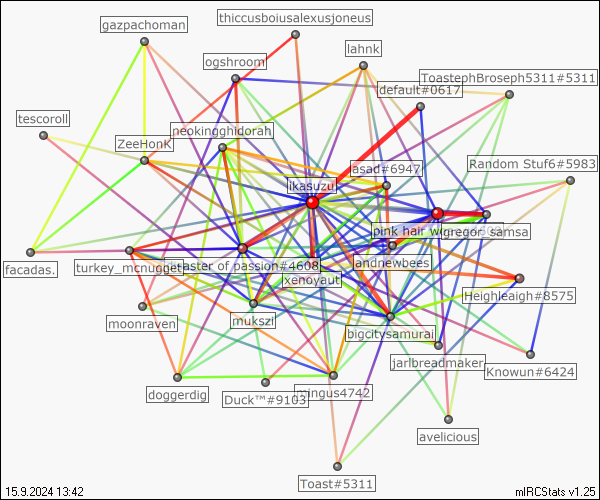 thiccusboiusalexusjoneus
gazpachoman
lahnk
ogshroom
ToastephBroseph5311#5311
default#0617
tescoroll
neokingghidorah
ZeeHonK
Random Stuf6#5983
asad#6947
ikasuzu
pink hair w
gregor_samsa
master of passion#4608
landnewbees
facadas.
turkey_mcnugget
xenoyaut
Heighleaigh#8575
moonraven
mukszi
bigcitysamurai
jarlbreadmaker
Knowun#6424
doggerdig
Duck™#9103
mingus4742
avelicious
Toast#5311
15.9.2024 13:42
mIRCStats v1.25